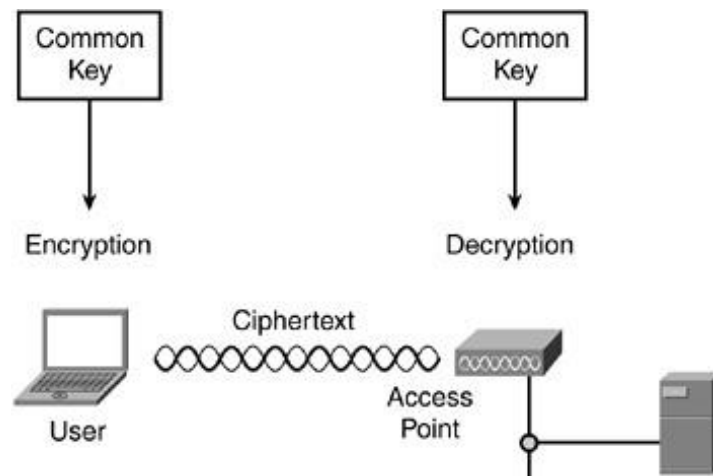 Common
Key
Common
Key
Encryption
Decryption
Ciphertext
User
Access
Point